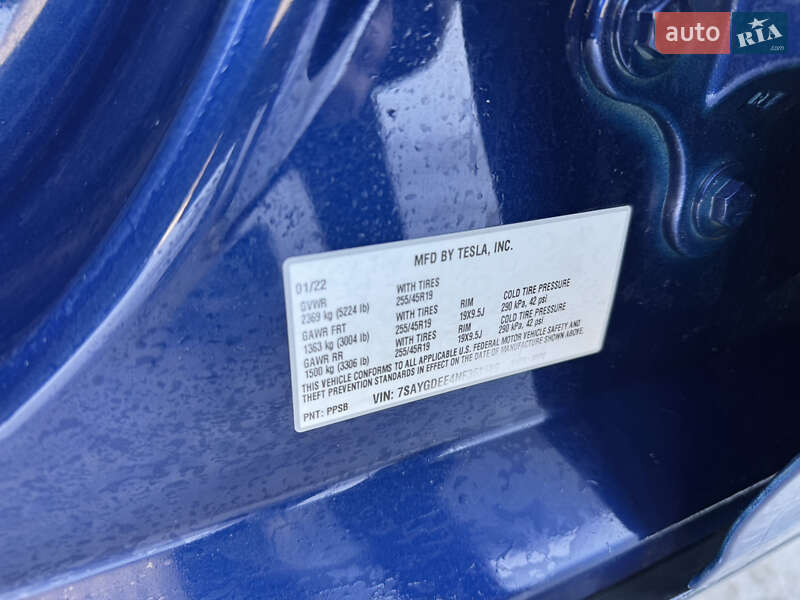 auto RIA.com
MFD BY TESLA, INC.
01/22
GVWR WITH TIRES RIM COLD TIRE PRESSURE
2369 kg (5224 lb) 255/45R19 19X9.5J 290 kPa, 42 psi
GAWR FRT WITH TIRES RIM COLD TIRE PRESSURE
1363 kg (3004 lb) 255/45R19 19X9.5J 290 kPa, 42 psi
GAWR RR WITH TIRES
1500 kg (3306 lb) 255/45R19
THIS VEHICLE CONFORMS TO ALL APPLICABLE U.S. FEDERAL MOTOR VEHICLE SAFETY AND
THEFT PREVENTION STANDARDS IN EFFECT ON THE DATE OF MANUFACTURE SHOWN
PNT: PPSB VIN: